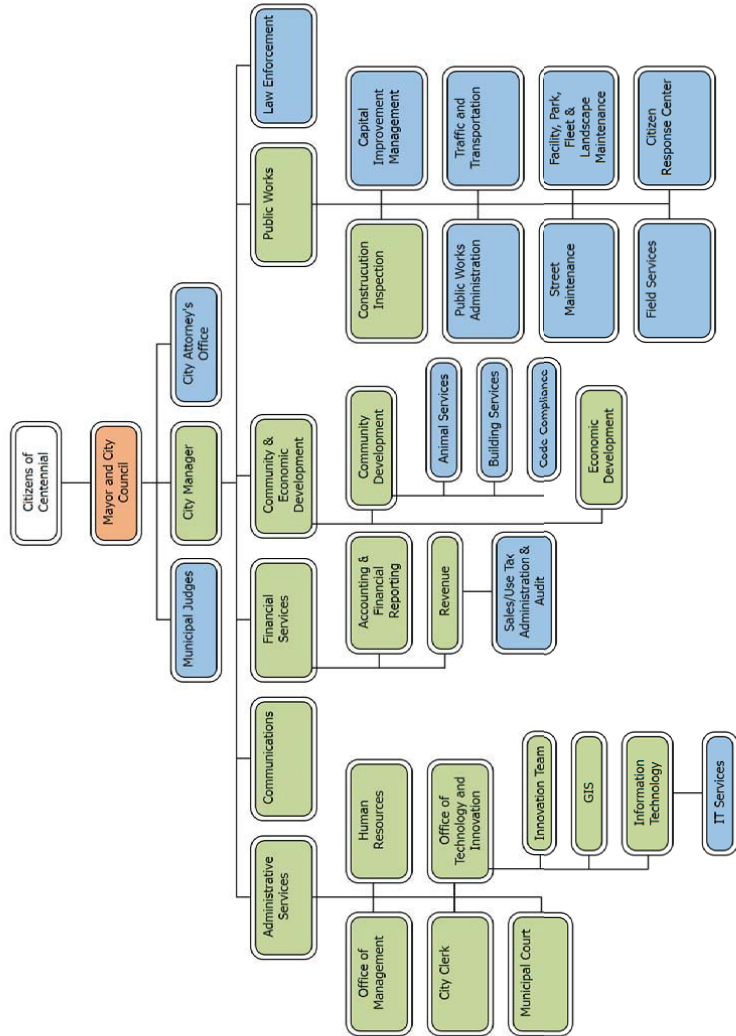 Citizens of
Centennial
Mayor and City
Council
Municipal Judges
City Manager
City Attorney's
Office
Administrative
Services
Communications
Financial
Services
Community &
Economic
Development
Public Works
Law Enforcement
Office of
Management
Human
Resources
City Clerk
Office of
Technology and
Innovation
Municipal Court
Innovation Team
GIS
Information
Technology
IT Services
Accounting &
Financial
Reporting
Revenue
Sales/Use Tax
Administration &
Audit
Community
Development
Animal Services
Building Services
Code Compliance
Economic
Development
Construcution
Inspection
Capital
Improvement
Management
Public Works
Administration
Traffic and
Transportation
Street
Maintenance
Facility, Park,
Fleet &
Landscape
Maintenance
Field Services
Citizen
Response Center